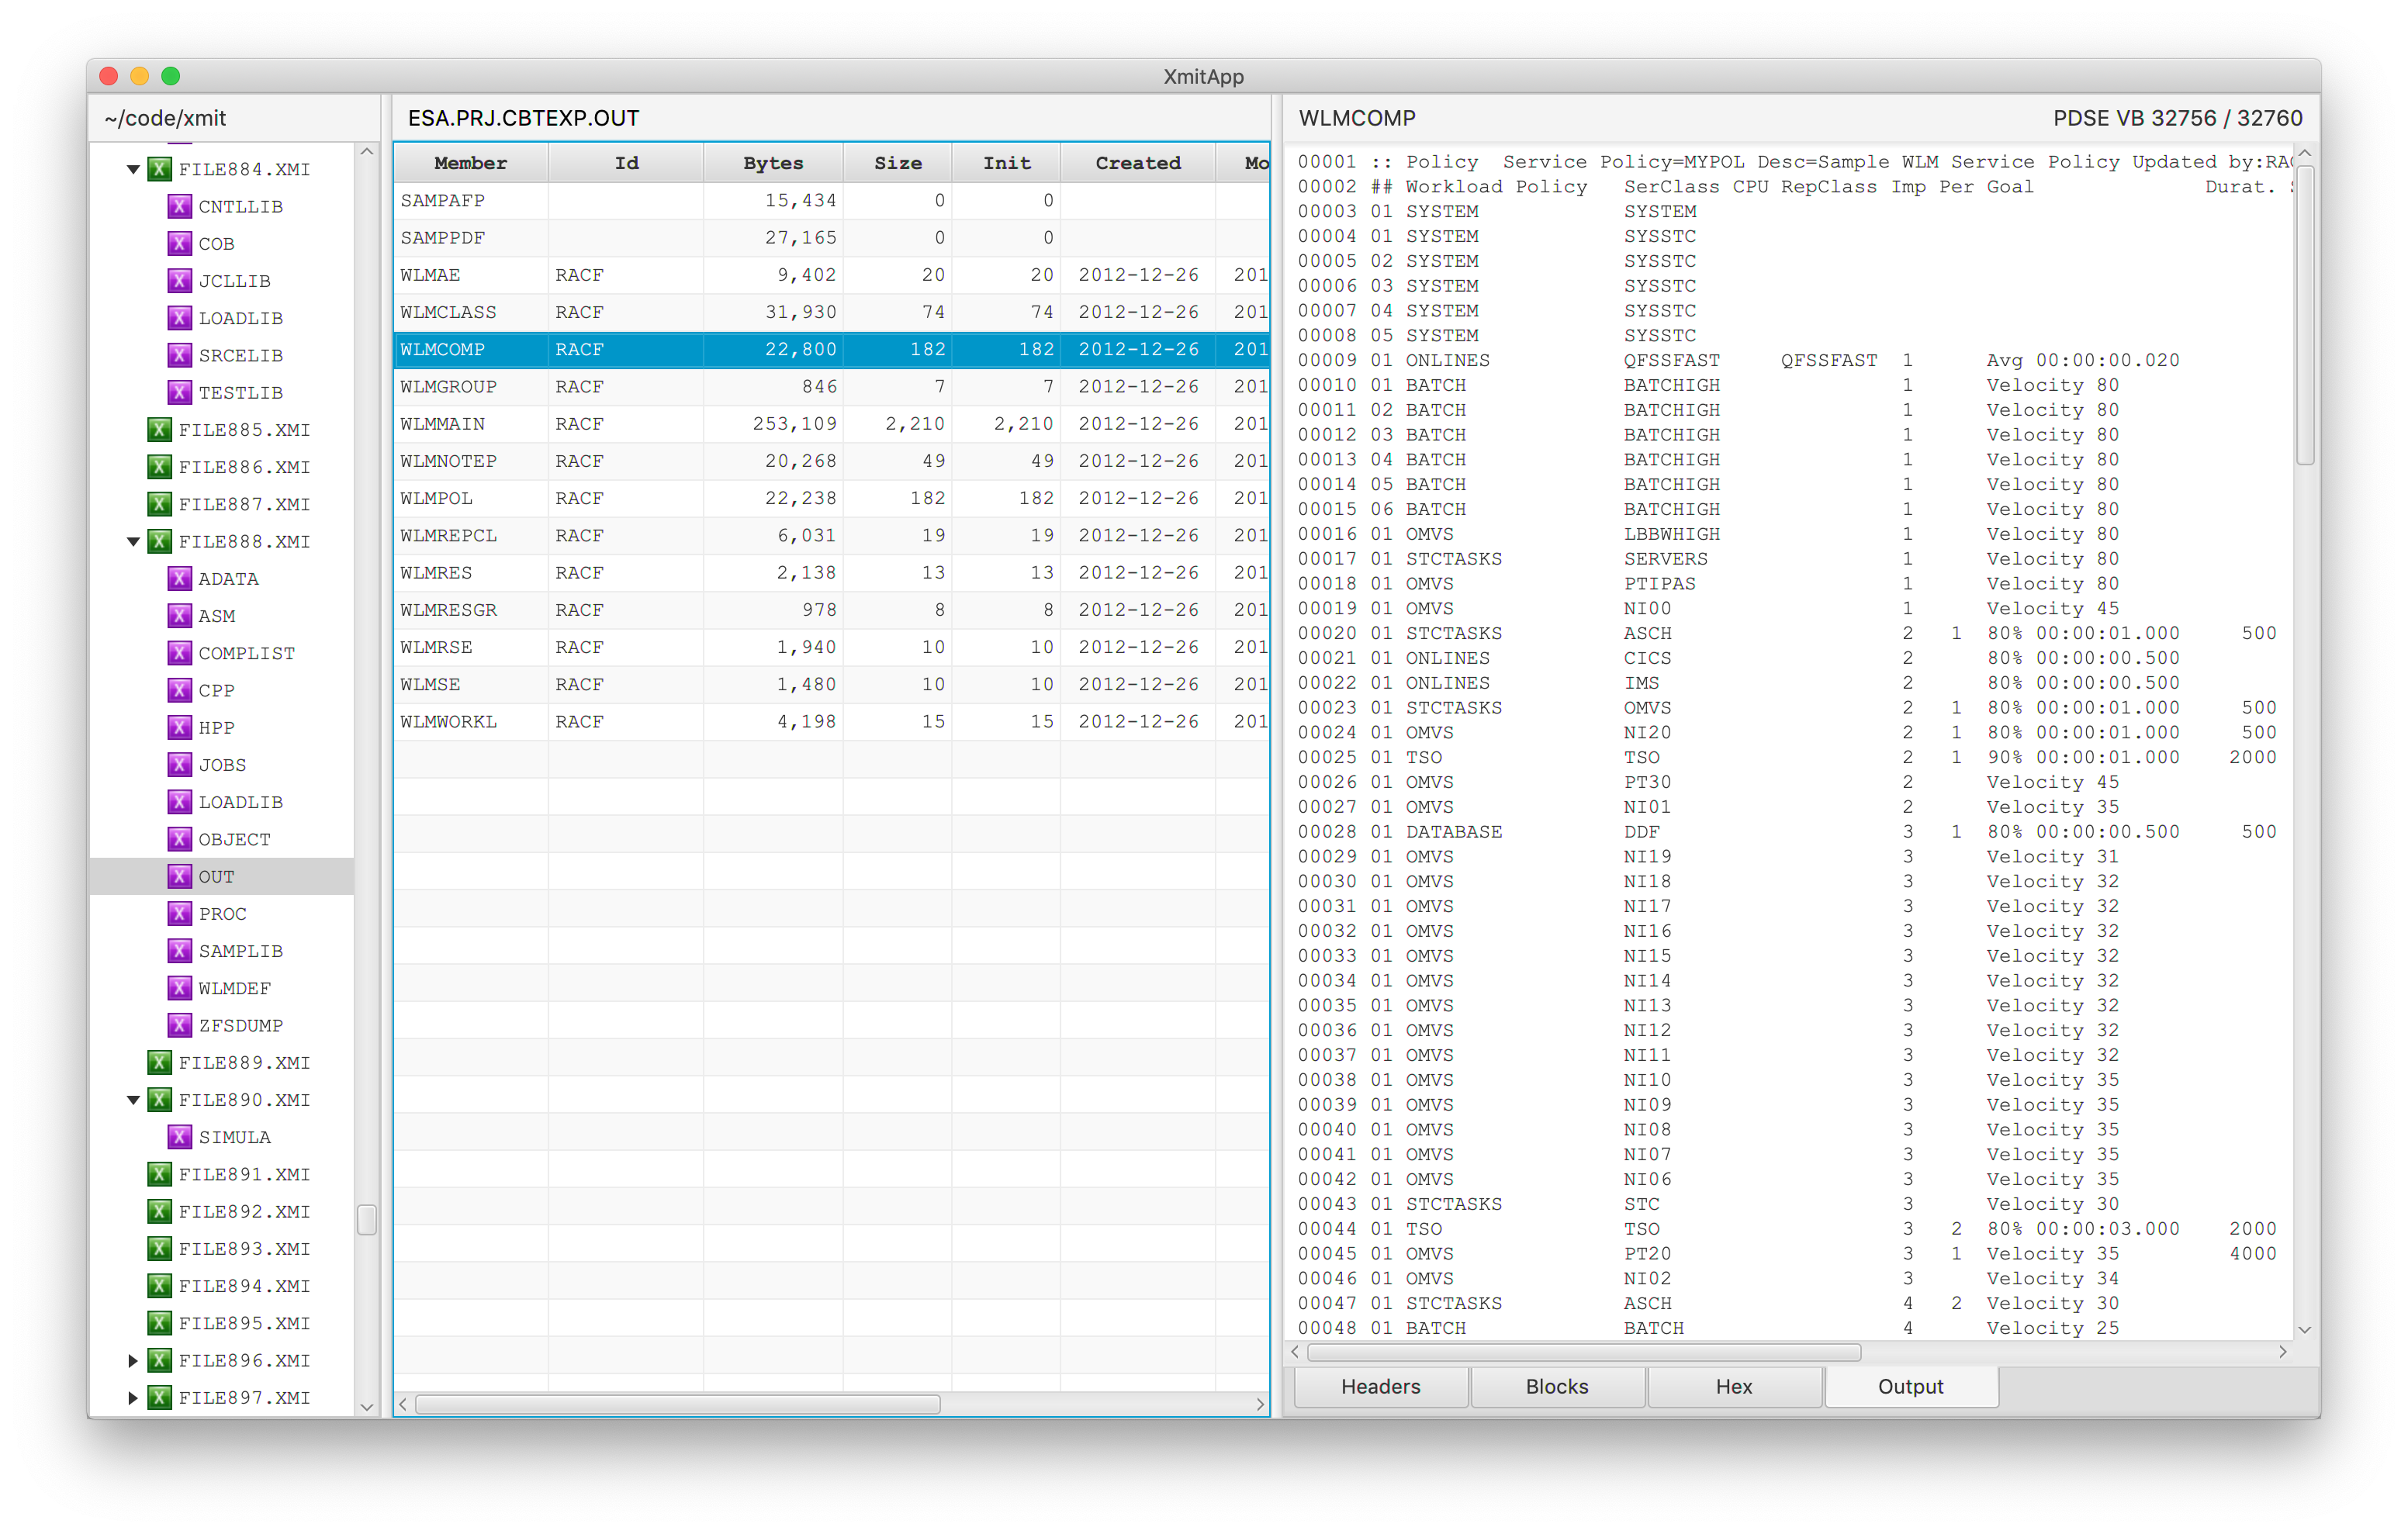 XmitApp
~/code/xmit
FILE884.XMI
CNTLLIB
COB
JCLLIB
LOADLIB
SRCELIB
TESTLIB
FILE885.XMI
FILE886.XMI
FILE887.XMI
FILE888.XMI
ADATA
ASM
COMPLIST
CPP
HPP
JOBS
LOADLIB
OBJECT
OUT
PROC
SAMPLIB
WLMDEF
ZFSDUMP
FILE889.XMI
FILE890.XMI
SIMULA
FILE891.XMI
FILE892.XMI
FILE893.XMI
FILE894.XMI
FILE895.XMI
FILE896.XMI
FILE897.XMI
ESA.PRJ.CBTEXP.OUT
Member Id Bytes Size Init Created Mo
SAMPAFP 15,434 0 0
SAMPPDF 27,165 0 0
WLMAE RACF 9,402 20 20 2012-12-26 201
WLMCLASS RACF 31,930 74 74 2012-12-26 201
WLMCOMP RACF 22,800 182 182 2012-12-26 201
WLMGROUP RACF 846 7 7 2012-12-26 201
WLMMAIN RACF 253,109 2,210 2,210 2012-12-26 201
WLMNOTEP RACF 20,268 49 49 2012-12-26 201
WLMPOL RACF 22,238 182 182 2012-12-26 201
WLMREPCL RACF 6,031 19 19 2012-12-26 201
WLMRES RACF 2,138 13 13 2012-12-26 201
WLMRESGR RACF 978 8 8 2012-12-26 201
WLMRSE RACF 1,940 10 10 2012-12-26 201
WLMSE RACF 1,480 10 10 2012-12-26 201
WLMWORKL RACF 4,198 15 15 2012-12-26 201
WLMCOMP PDSE VB 32756 / 32760
00001 :: Policy Service Policy=MYPOL Desc=Sample WLM Service Policy Updated by:RA
00002 ## Workload Policy SerClass CPU RepClass Imp Per Goal Durat.
00003 01 SYSTEM SYSTEM
00004 01 SYSTEM SYSSTC
00005 02 SYSTEM SYSSTC
00006 03 SYSTEM SYSSTC
00007 04 SYSTEM SYSSTC
00008 05 SYSTEM SYSSTC
00009 01 ONLINES QFSSFAST QFSSFAST 1 Avg 00:00:00.020
00010 01 BATCH BATCHIGH 1 Velocity 80
00011 02 BATCH BATCHIGH 1 Velocity 80
00012 03 BATCH BATCHIGH 1 Velocity 80
00013 04 BATCH BATCHIGH 1 Velocity 80
00014 05 BATCH BATCHIGH 1 Velocity 80
00015 06 BATCH BATCHIGH 1 Velocity 80
00016 01 OMVS LBBWHIGH 1 Velocity 80
00017 01 STCTASKS SERVERS 1 Velocity 80
00018 01 OMVS PTIPAS 1 Velocity 80
00019 01 OMVS NI00 1 Velocity 45
00020 01 STCTASKS ASCH 2 1 80% 00:00:01.000 500
00021 01 ONLINES CICS 2 80% 00:00:00.500
00022 01 ONLINES IMS 2 80% 00:00:00.500
00023 01 STCTASKS OMVS 2 1 80% 00:00:01.000 500
00024 01 OMVS NI20 2 1 80% 00:00:01.000 500
00025 01 TSO TSO 2 1 90% 00:00:01.000 2000
00026 01 OMVS PT30 2 Velocity 45
00027 01 OMVS NI01 2 Velocity 35
00028 01 DATABASE DDF 3 1 80% 00:00:00.500 500
00029 01 OMVS NI19 3 Velocity 31
00030 01 OMVS NI18 3 Velocity 32
00031 01 OMVS NI17 3 Velocity 32
00032 01 OMVS NI16 3 Velocity 32
00033 01 OMVS NI15 3 Velocity 32
00034 01 OMVS NI14 3 Velocity 32
00035 01 OMVS NI13 3 Velocity 32
00036 01 OMVS NI12 3 Velocity 32
00037 01 OMVS NI11 3 Velocity 32
00038 01 OMVS NI10 3 Velocity 35
00039 01 OMVS NI09 3 Velocity 35
00040 01 OMVS NI08 3 Velocity 35
00041 01 OMVS NI07 3 Velocity 35
00042 01 OMVS NI06 3 Velocity 35
00043 01 STCTASKS STC 3 Velocity 30
00044 01 TSO TSO 3 2 80% 00:00:03.000 2000
00045 01 OMVS PT20 3 1 Velocity 35 4000
00046 01 OMVS NI02 3 Velocity 34
00047 01 STCTASKS ASCH 4 2 Velocity 30
00048 01 BATCH BATCH 4 Velocity 25
Headers Blocks Hex Output